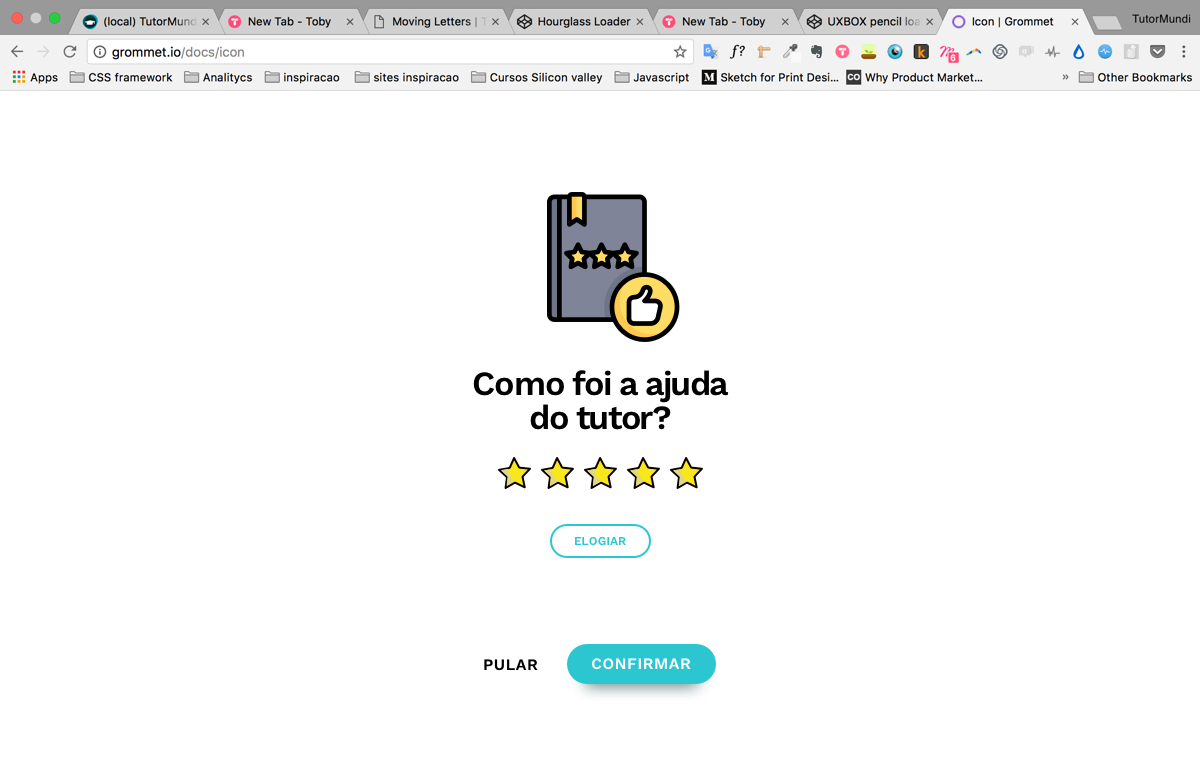 (local) TutorMund
New Tab - Toby
Moving Letters | T
Hourglass Loader
New Tab - Toby
UXBOX pencil loa
Icon | Grommet
TutorMundi
grommet.io/docs/icon
f?
6
Apps
CSS framework
Analitycs
inspiracao
sites inspiracao
Cursos Silicon valley
Javascript
M
Sketch for Print Desi...
CO
Why Product Market...
»
Other Bookmarks
Como foi a ajuda
do tutor?
ELOGIAR
PULAR
CONFIRMAR